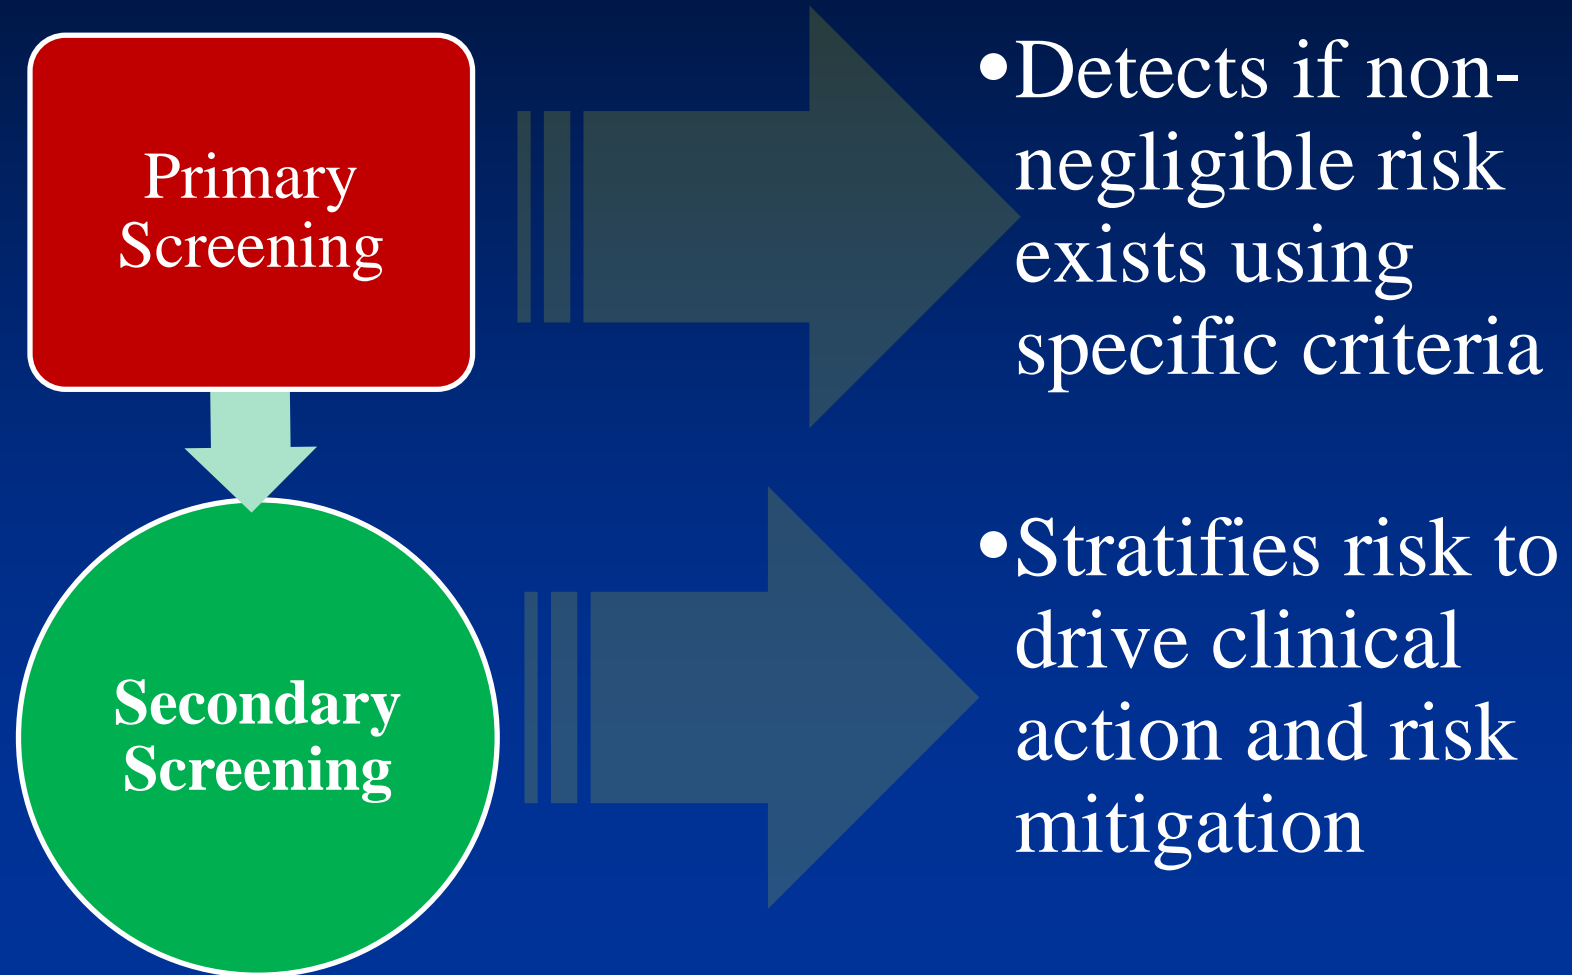 Primary
Screening
•Detects if non-
negligible risk
exists using
specific criteria
Secondary
Screening
•Stratifies risk to
drive clinical
action and risk
mitigation